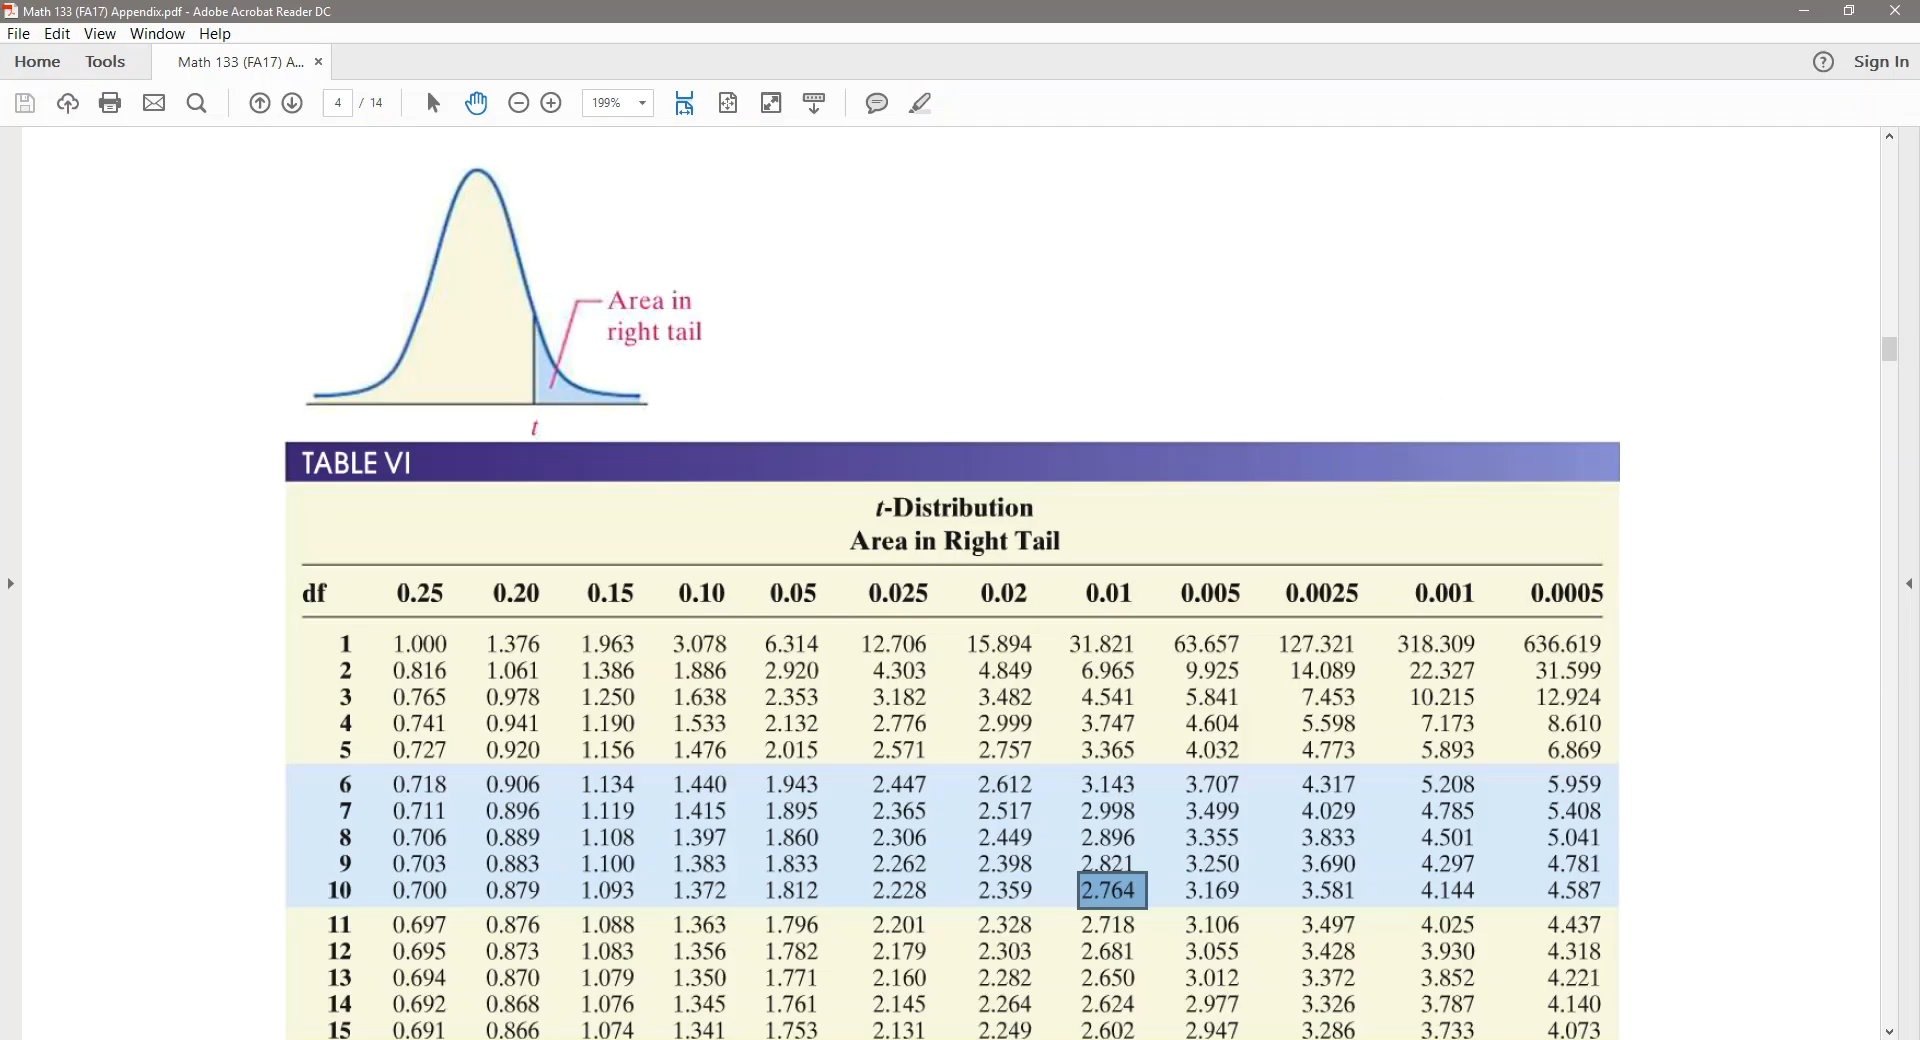 Math 133 (FA17) Appendix.pdf - Adobe Acrobat Reader DC
File Edit View Window Help
Home Tools Math 133 (FA17) A... × ? Sign In
4 / 14 199%
Area in
right tail
t
TABLE VI
t-Distribution
Area in Right Tail
df 0.25 0.20 0.15 0.10 0.05 0.025 0.02 0.01 0.005 0.0025 0.001 0.0005
1 1.000 1.376 1.963 3.078 6.314 12.706 15.894 31.821 63.657 127.321 318.309 636.619
2 0.816 1.061 1.386 1.886 2.920 4.303 4.849 6.965 9.925 14.089 22.327 31.599
3 0.765 0.978 1.250 1.638 2.353 3.182 3.482 4.541 5.841 7.453 10.215 12.924
4 0.741 0.941 1.190 1.533 2.132 2.776 2.999 3.747 4.604 5.598 7.173 8.610
5 0.727 0.920 1.156 1.476 2.015 2.571 2.757 3.365 4.032 4.773 5.893 6.869
6 0.718 0.906 1.134 1.440 1.943 2.447 2.612 3.143 3.707 4.317 5.208 5.959
7 0.711 0.896 1.119 1.415 1.895 2.365 2.517 2.998 3.499 4.029 4.785 5.408
8 0.706 0.889 1.108 1.397 1.860 2.306 2.449 2.896 3.355 3.833 4.501 5.041
9 0.703 0.883 1.100 1.383 1.833 2.262 2.398 2.821 3.250 3.690 4.297 4.781
10 0.700 0.879 1.093 1.372 1.812 2.228 2.359 2.764 3.169 3.581 4.144 4.587
11 0.697 0.876 1.088 1.363 1.796 2.201 2.328 2.718 3.106 3.497 4.025 4.437
12 0.695 0.873 1.083 1.356 1.782 2.179 2.303 2.681 3.055 3.428 3.930 4.318
13 0.694 0.870 1.079 1.350 1.771 2.160 2.282 2.650 3.012 3.372 3.852 4.221
14 0.692 0.868 1.076 1.345 1.761 2.145 2.264 2.624 2.977 3.326 3.787 4.140
15 0.691 0.866 1.074 1.341 1.753 2.131 2.249 2.602 2.947 3.286 3.733 4.073